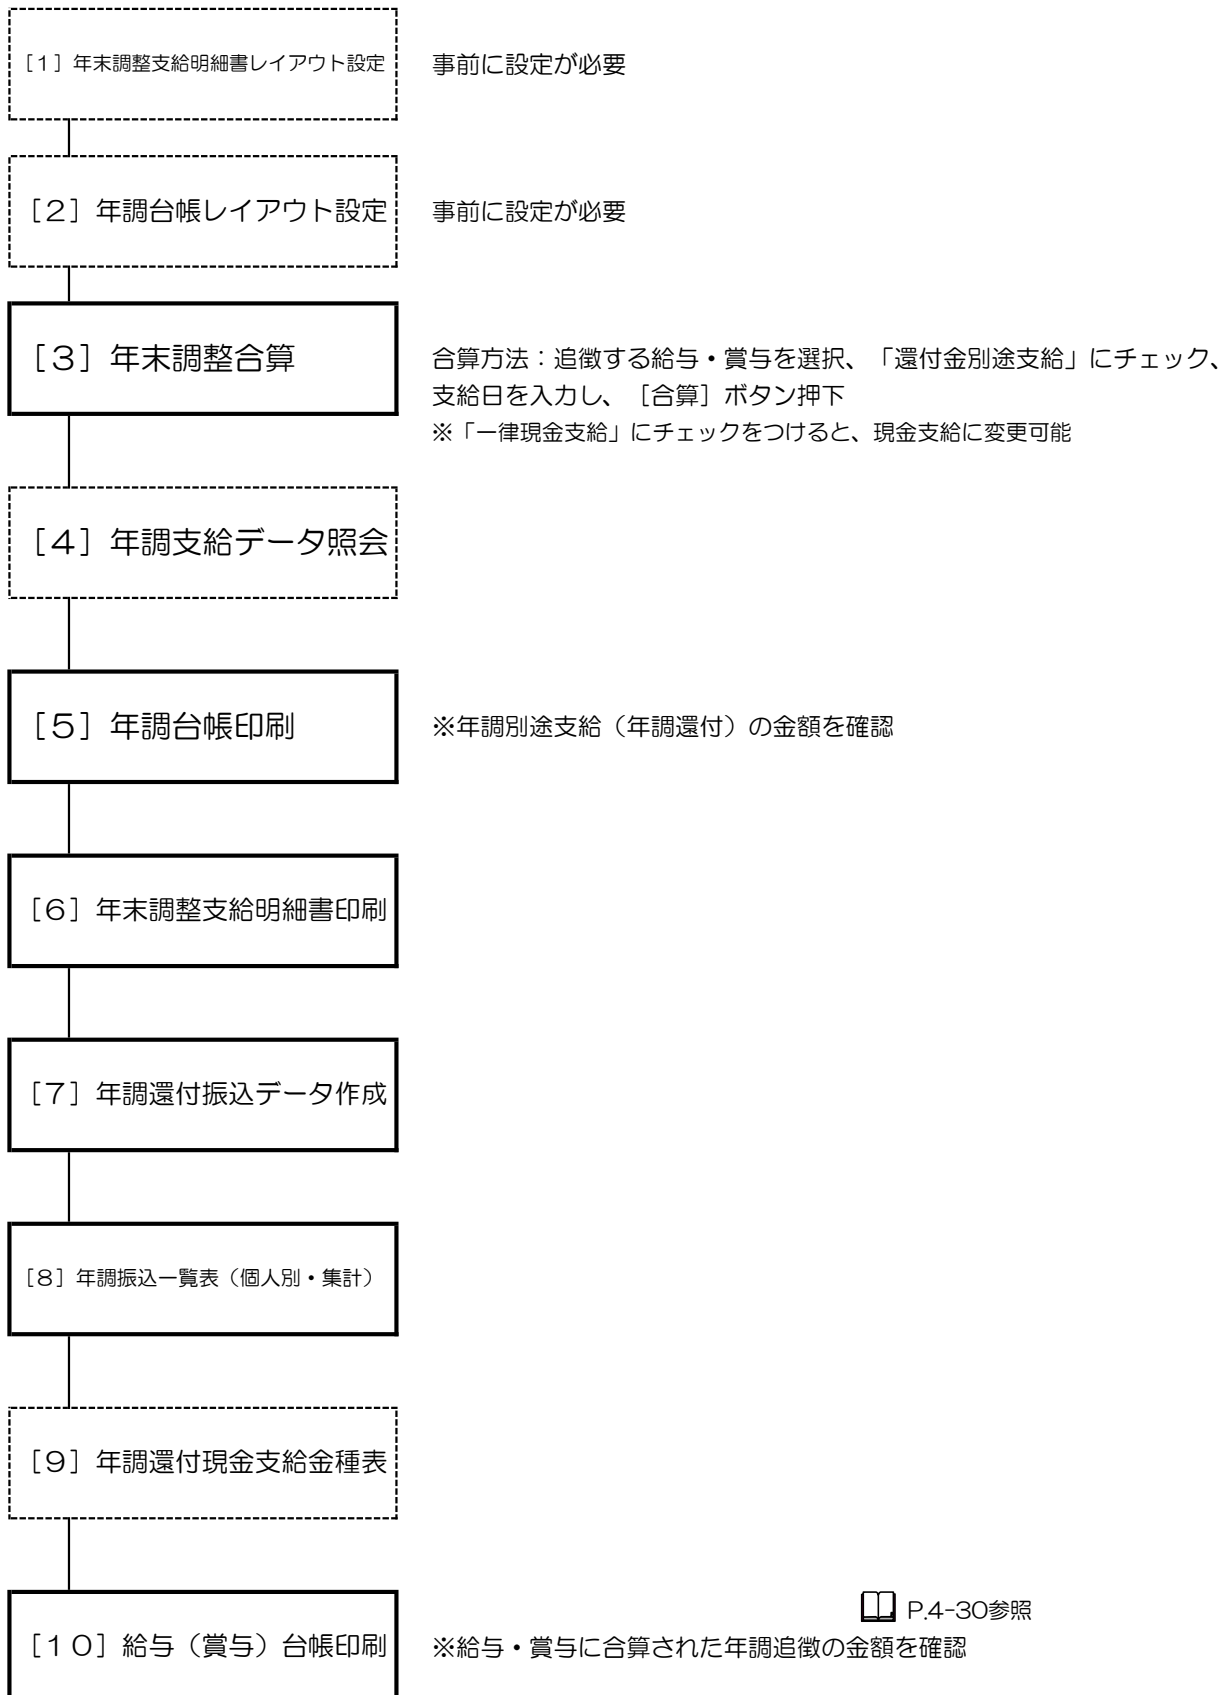 ［１］年末調整支給明細書レイアウト設定
事前に設定が必要
［２］年調台帳レイアウト設定
事前に設定が必要
［３］年末調整合算
合算方法：追徴する給与・賞与を選択、「還付金別途支給」にチェック、
支給日を入力し、［合算］ボタン押下
※「一律現金支給」にチェックをつけると、現金支給に変更可能
［４］年調支給データ照会
［５］年調台帳印刷
※年調別途支給（年調還付）の金額を確認
［６］年末調整支給明細書印刷
［７］年調還付振込データ作成
［８］年調振込一覧表（個人別・集計）
［９］年調還付現金支給金種表
P.4-30参照
［１０］給与（賞与）台帳印刷
※給与・賞与に合算された年調追徴の金額を確認